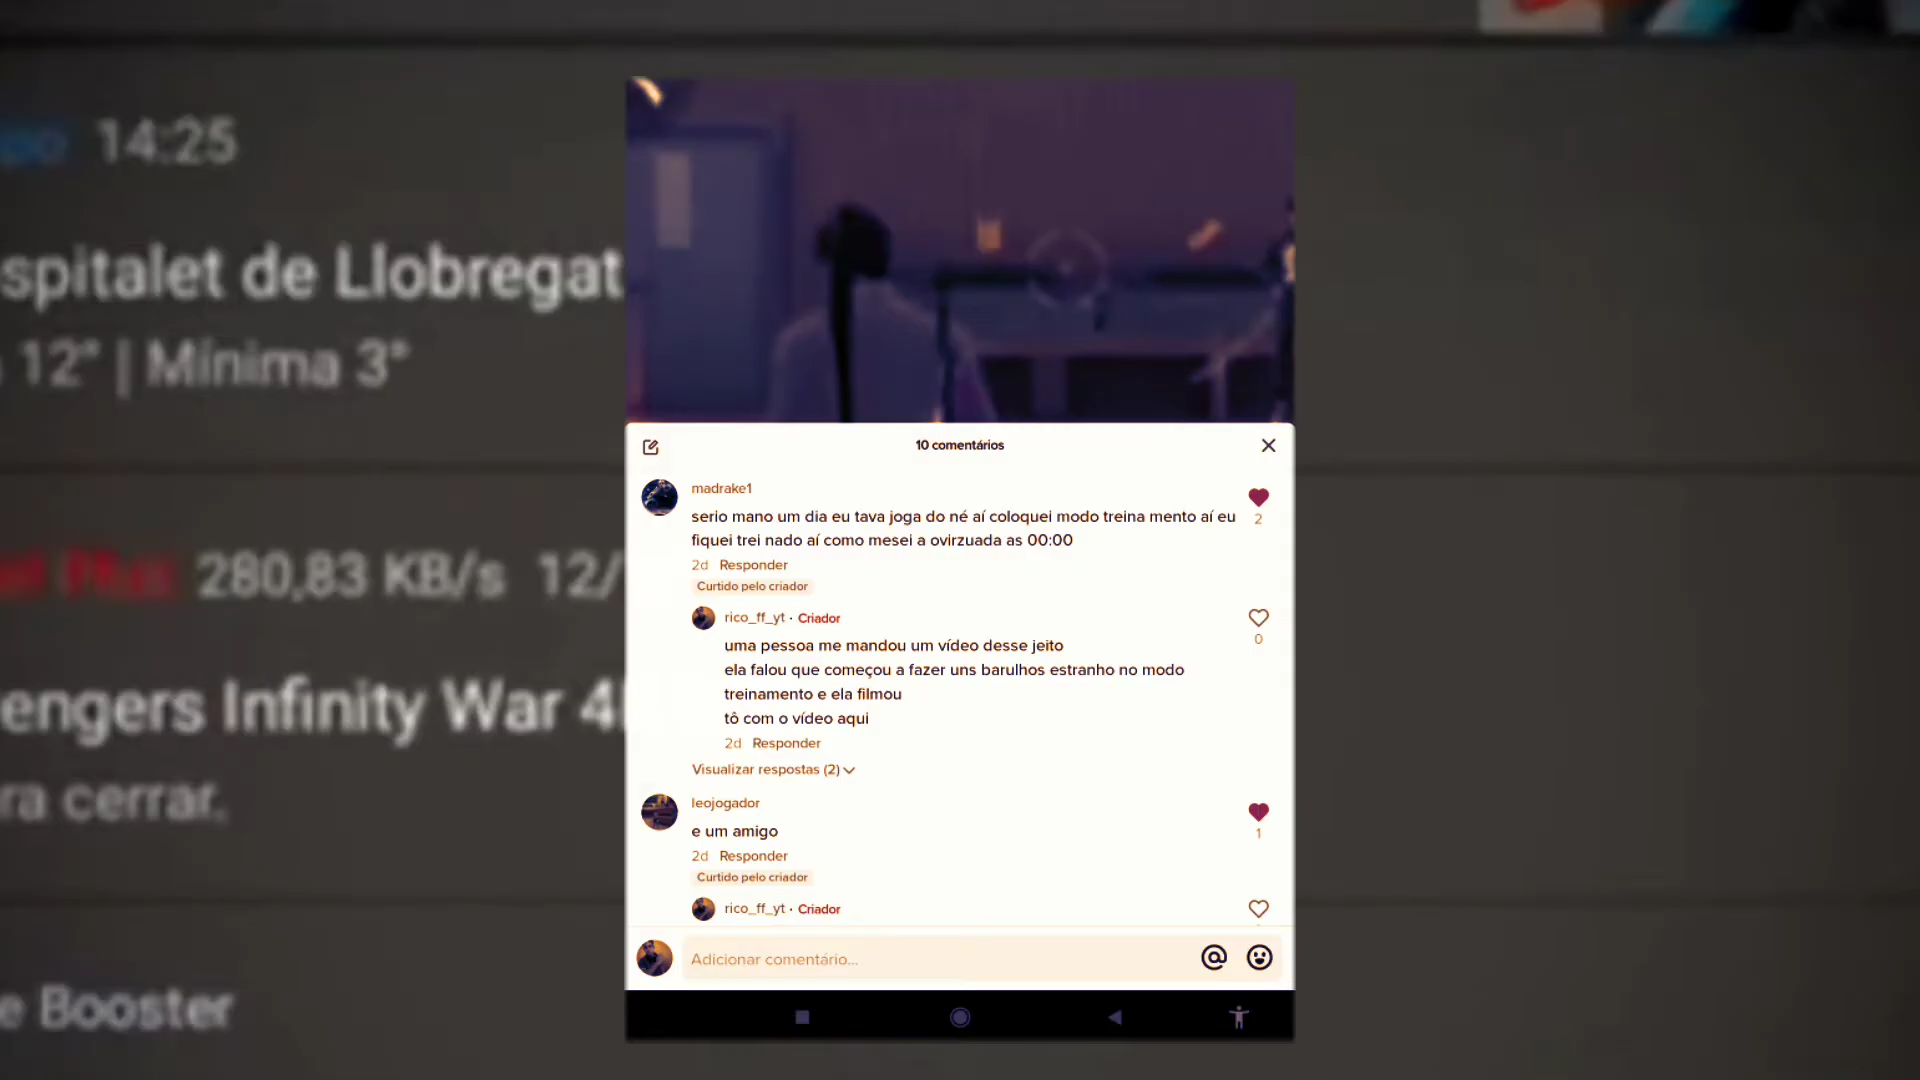 14:25
spitalet de Llobregat
12° | Mínima 3°
280,83 KB/s 12/
engers Infinity War 4
ra cerrar.
e Booster
10 comentários
madrake1
serio mano um dia eu tava joga do né aí coloquei modo treina mento aí eu
fiquei trei nado aí como mesei a ovirzuada as 00:00
2
2d Responder
Curtido pelo criador
rico_ff_yt · Criador
uma pessoa me mandou um vídeo desse jeito
ela falou que começou a fazer uns barulhos estranho no modo
treinamento e ela filmou
tô com o vídeo aqui
0
2d Responder
Visualizar respostas (2)
leojogador
e um amigo
1
2d Responder
Curtido pelo criador
rico_ff_yt · Criador
Adicionar comentário...